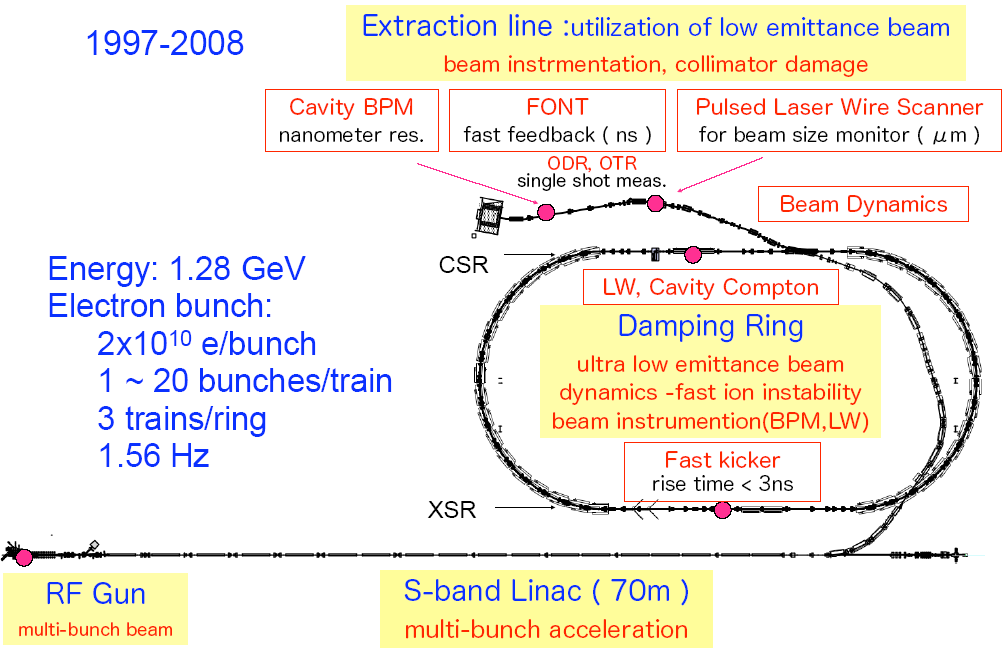 1997-2008
Extraction line :utilization of low emittance beam
beam instrmentation, collimator damage
Cavity BPM
nanometer res.
FONT
fast feedback ( ns )
Pulsed Laser Wire Scanner
for beam size monitor ( μm )
ODR, OTR
single shot meas.
Beam Dynamics
CSR
LW, Cavity Compton
Energy: 1.28 GeV
Electron bunch:
2x10¹⁰ e/bunch
1 ~ 20 bunches/train
3 trains/ring
1.56 Hz
Damping Ring
ultra low emittance beam
dynamics -fast ion instability
beam instrumention(BPM,LW)
Fast kicker
rise time < 3ns
XSR
RF Gun
multi-bunch beam
S-band Linac ( 70m )
multi-bunch acceleration